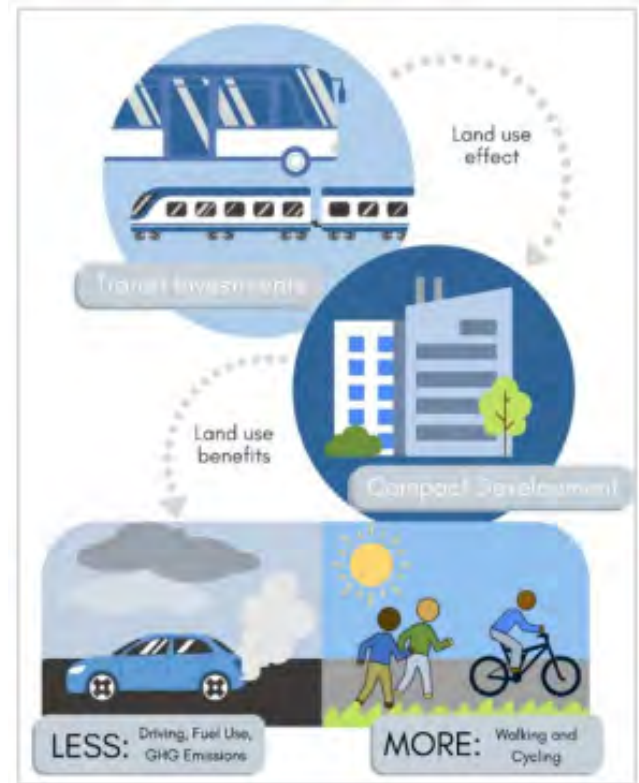 Land use
effect
Transit Investments
Land use
benefits
Compact Development
LESS: Driving, Fuel Use,
GHG Emissions
MORE: Walking and
Cycling